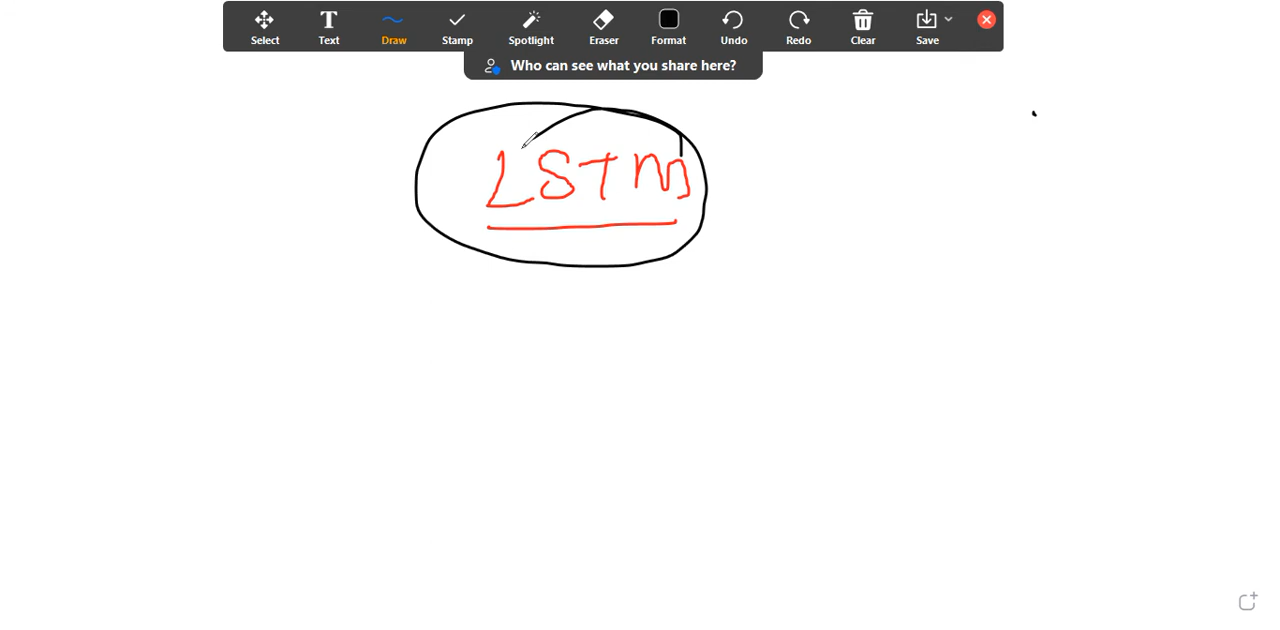 Select Text Draw Stamp Spotlight Eraser Format Undo Redo Clear Save
Who can see what you share here?
LSTM